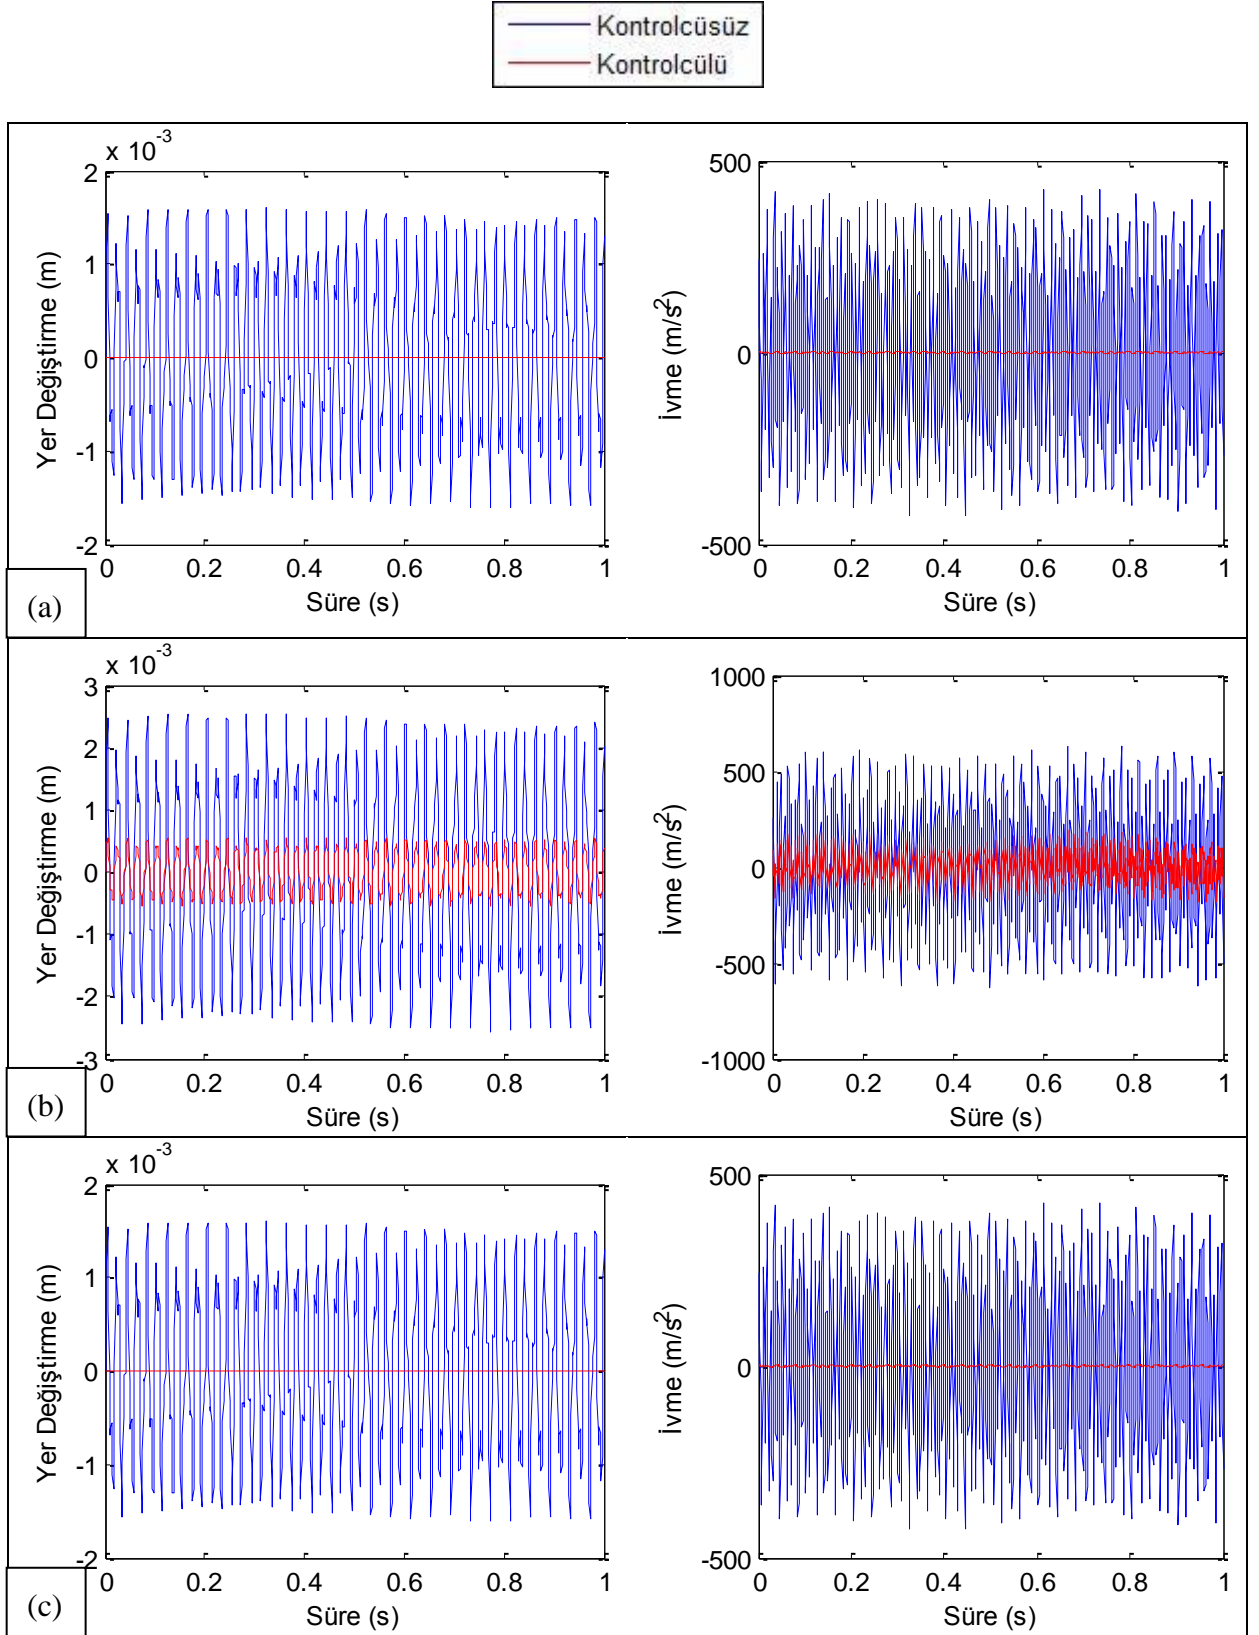 Kontrolcüsüz
Kontrolcülü
x 10-3
2
1
0
-1
-2
0 0.2 0.4 0.6 0.8 1
Yer Değiştirme (m)
Süre (s)
500
0
-500
0 0.2 0.4 0.6 0.8 1
İvme (m/s2)
Süre (s)
(a)
x 10-3
3
2
1
0
-1
-2
-3
0 0.2 0.4 0.6 0.8 1
Yer Değiştirme (m)
Süre (s)
1000
500
0
-500
-1000
0 0.2 0.4 0.6 0.8 1
İvme (m/s2)
Süre (s)
(b)
x 10-3
2
1
0
-1
-2
0 0.2 0.4 0.6 0.8 1
Yer Değiştirme (m)
Süre (s)
500
0
-500
0 0.2 0.4 0.6 0.8 1
İvme (m/s2)
Süre (s)
(c)